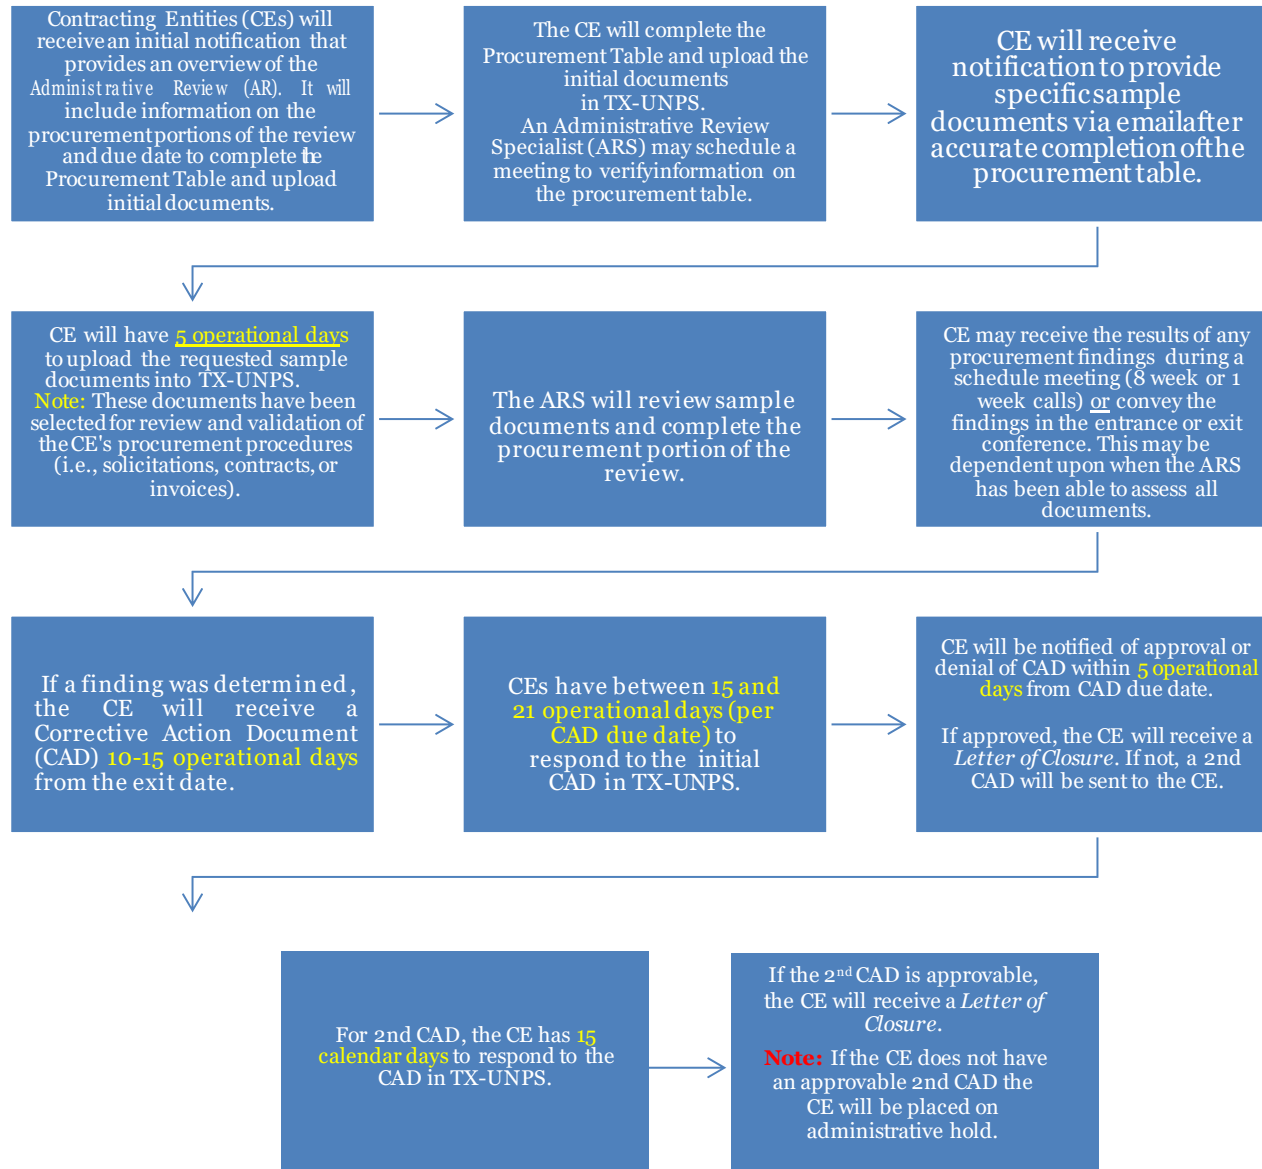 Contracting Entities (CEs) will
receive an initial notification that
provides an overview of the
Administrative Review (AR). It will
include information on the
procurement portions of the review
and due date to complete the
Procurement Table and upload
initial documents.
The CE will complete the
Procurement Table and upload the
initial documents
in TX-UNPS.
An Administrative Review
Specialist (ARS) may schedule a
meeting to verify information on
the procurement table.
CE will receive
notification to provide
specific sample
documents via email after
accurate completion of the
procurement table.
CE will have 5 operational days
to upload the requested sample
documents into TX-UNPS.
Note: These documents have been
selected for review and validation of
the CE's procurement procedures
(i.e., solicitations, contracts, or
invoices).
The ARS will review sample
documents and complete the
procurement portion of the
review.
CE may receive the results of any
procurement findings during a
schedule meeting (8 week or 1
week calls) or convey the
findings in the entrance or exit
conference. This may be
dependent upon when the ARS
has been able to assess all
documents.
If a finding was determined,
the CE will receive a
Corrective Action Document
(CAD) 10-15 operational days
from the exit date.
CEs have between 15 and
21 operational days (per
CAD due date) to
respond to the initial
CAD in TX-UNPS.
CE will be notified of approval or
denial of CAD within 5 operational
days from CAD due date.
If approved, the CE will receive a
Letter of Closure. If not, a 2nd
CAD will be sent to the CE.
For 2nd CAD, the CE has 15
calendar days to respond to the
CAD in TX-UNPS.
If the 2nd CAD is approvable,
the CE will receive a Letter of
Closure.
Note: If the CE does not have
an approvable 2nd CAD the
CE will be placed on
administrative hold.